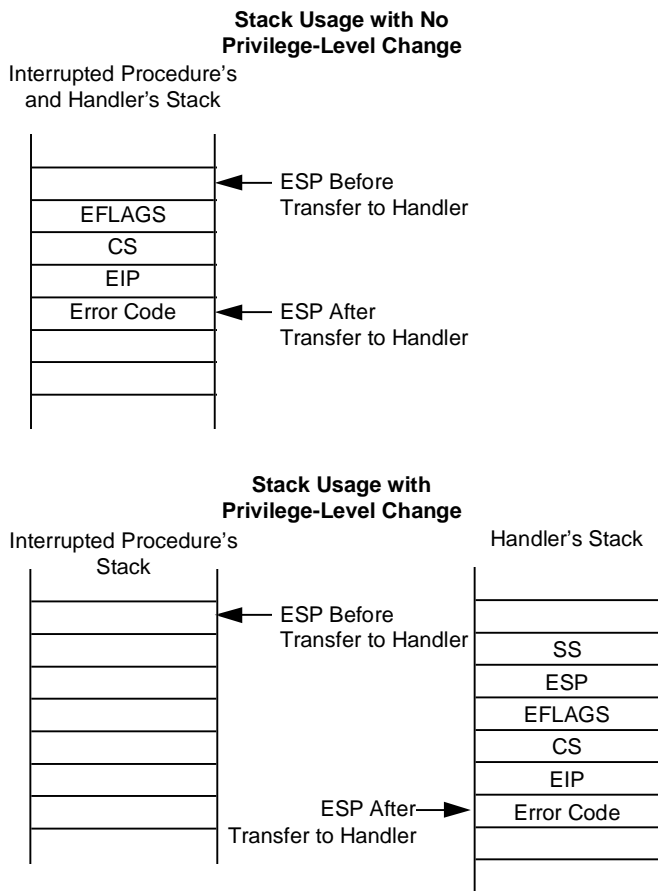 Stack Usage with No
Privilege-Level Change
Interrupted Procedure's
and Handler's Stack
ESP Before
Transfer to Handler
EFLAGS
CS
EIP
Error Code
ESP After
Transfer to Handler
Stack Usage with
Privilege-Level Change
Interrupted Procedure's
Stack
Handler's Stack
ESP Before
Transfer to Handler
SS
ESP
EFLAGS
CS
EIP
ESP After
Transfer to Handler
Error Code